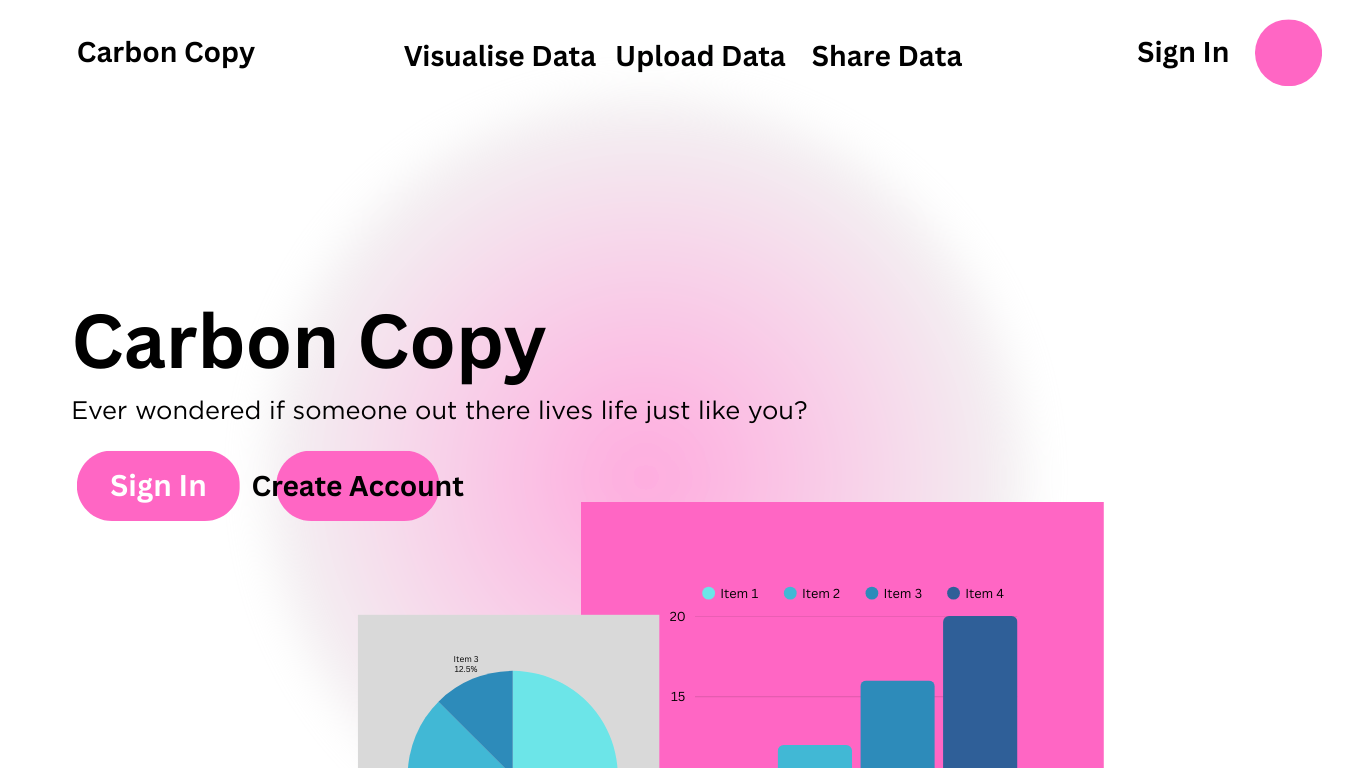 Carbon Copy
Visualise Data Upload Data Share Data
Sign In
Carbon Copy
Ever wondered if someone out there lives life just like you?
Sign In
Create Account
Item 1 Item 2 Item 3 Item 4
20
15
Item 3
12.5%